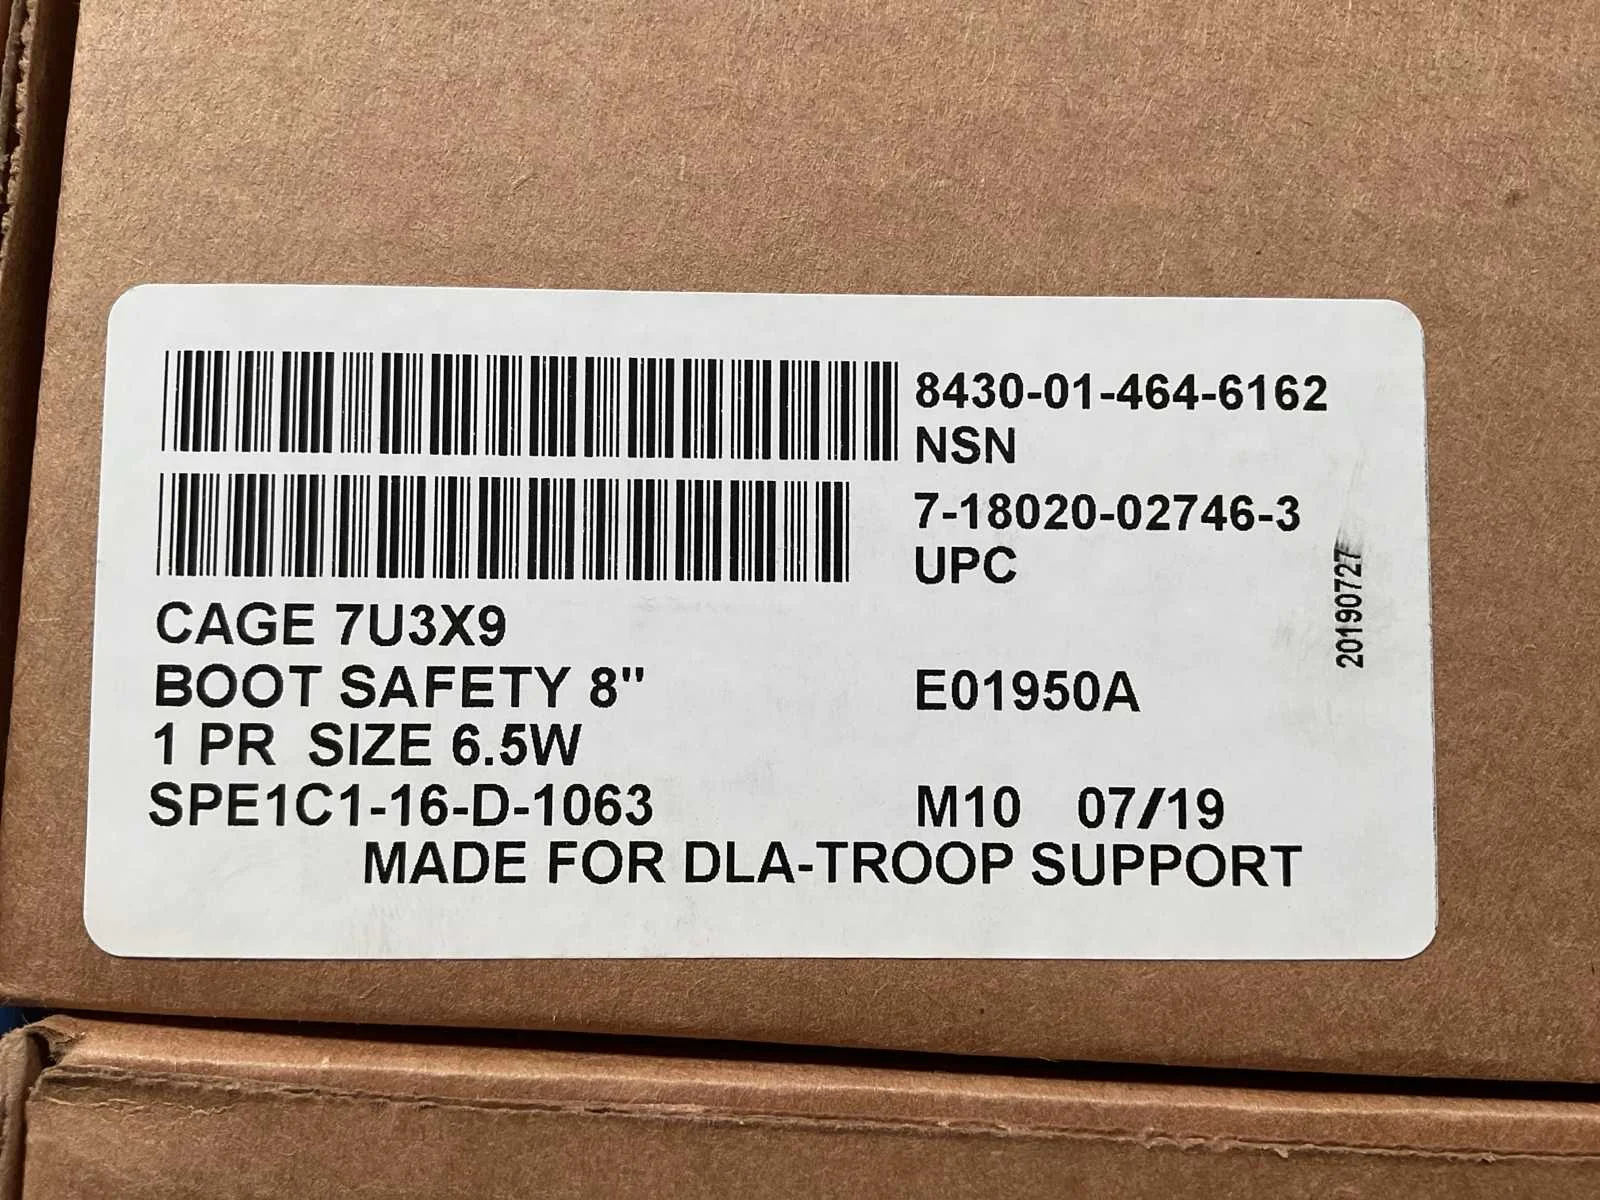 8430-01-464-6162
NSN
7-18020-02746-3
UPC
20190727
CAGE 7U3X9
BOOT SAFETY 8" E01950A
1 PR SIZE 6.5W
SPE1C1-16-D-1063 M10 07/19
MADE FOR DLA-TROOP SUPPORT